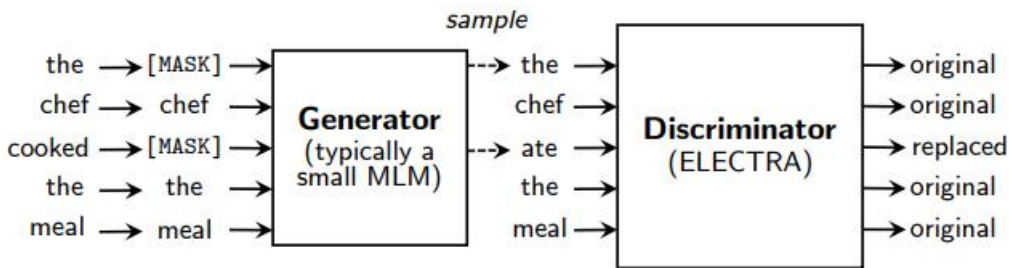 sample
the [MASK] the original
chef chef Generator chef Discriminator original
cooked [MASK] (typically a ate (ELECTRA) replaced
the the small MLM) the original
meal meal meal original